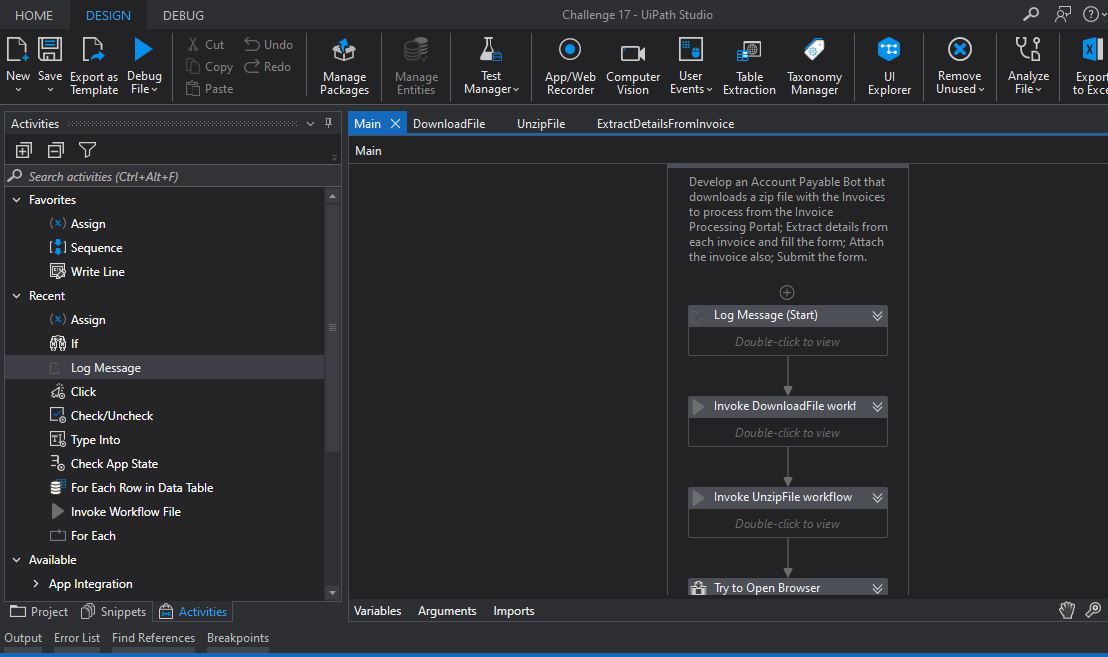 HOME DESIGN DEBUG Challenge 17 - UiPath Studio
New Save Export as Template Debug File Cut Copy Paste Undo Redo Manage Packages Manage Entities Test Manager App/Web Recorder Computer Vision User Events Table Extraction Taxonomy Manager UI Explorer Remove Unused Analyze File Export to Exce
Activities
Search activities (Ctrl+Alt+F)
Favorites
Assign
Sequence
Write Line
Recent
Assign
If
Log Message
Click
Check/Uncheck
Type Into
Check App State
For Each Row in Data Table
Invoke Workflow File
For Each
Available
App Integration
Project Snippets Activities
Main DownloadFile UnzipFile ExtractDetailsFromInvoice
Main
Develop an Account Payable Bot that
downloads a zip file with the Invoices
to process from the Invoice
Processing Portal; Extract details from
each invoice and fill the form; Attach
the invoice also; Submit the form.
Log Message (Start)
Double-click to view
Invoke DownloadFile workf
Double-click to view
Invoke UnzipFile workflow
Double-click to view
Try to Open Browser
Variables Arguments Imports
Output Error List Find References Breakpoints